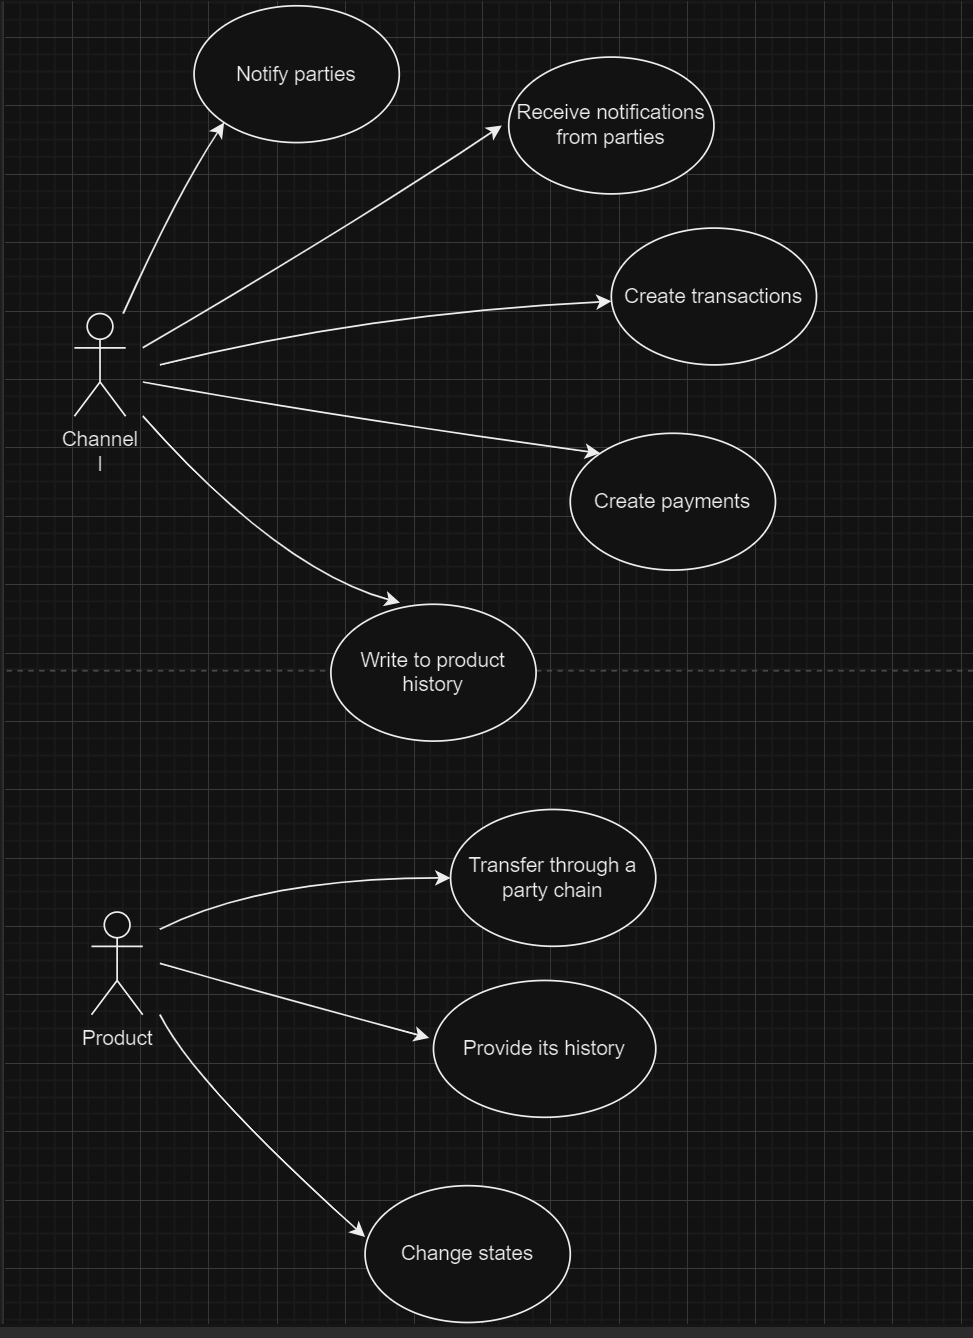 Notify parties
Receive notifications
from parties
Create transactions
Channel
l
Create payments
Write to product
history
Transfer through a
party chain
Product
Provide its history
Change states